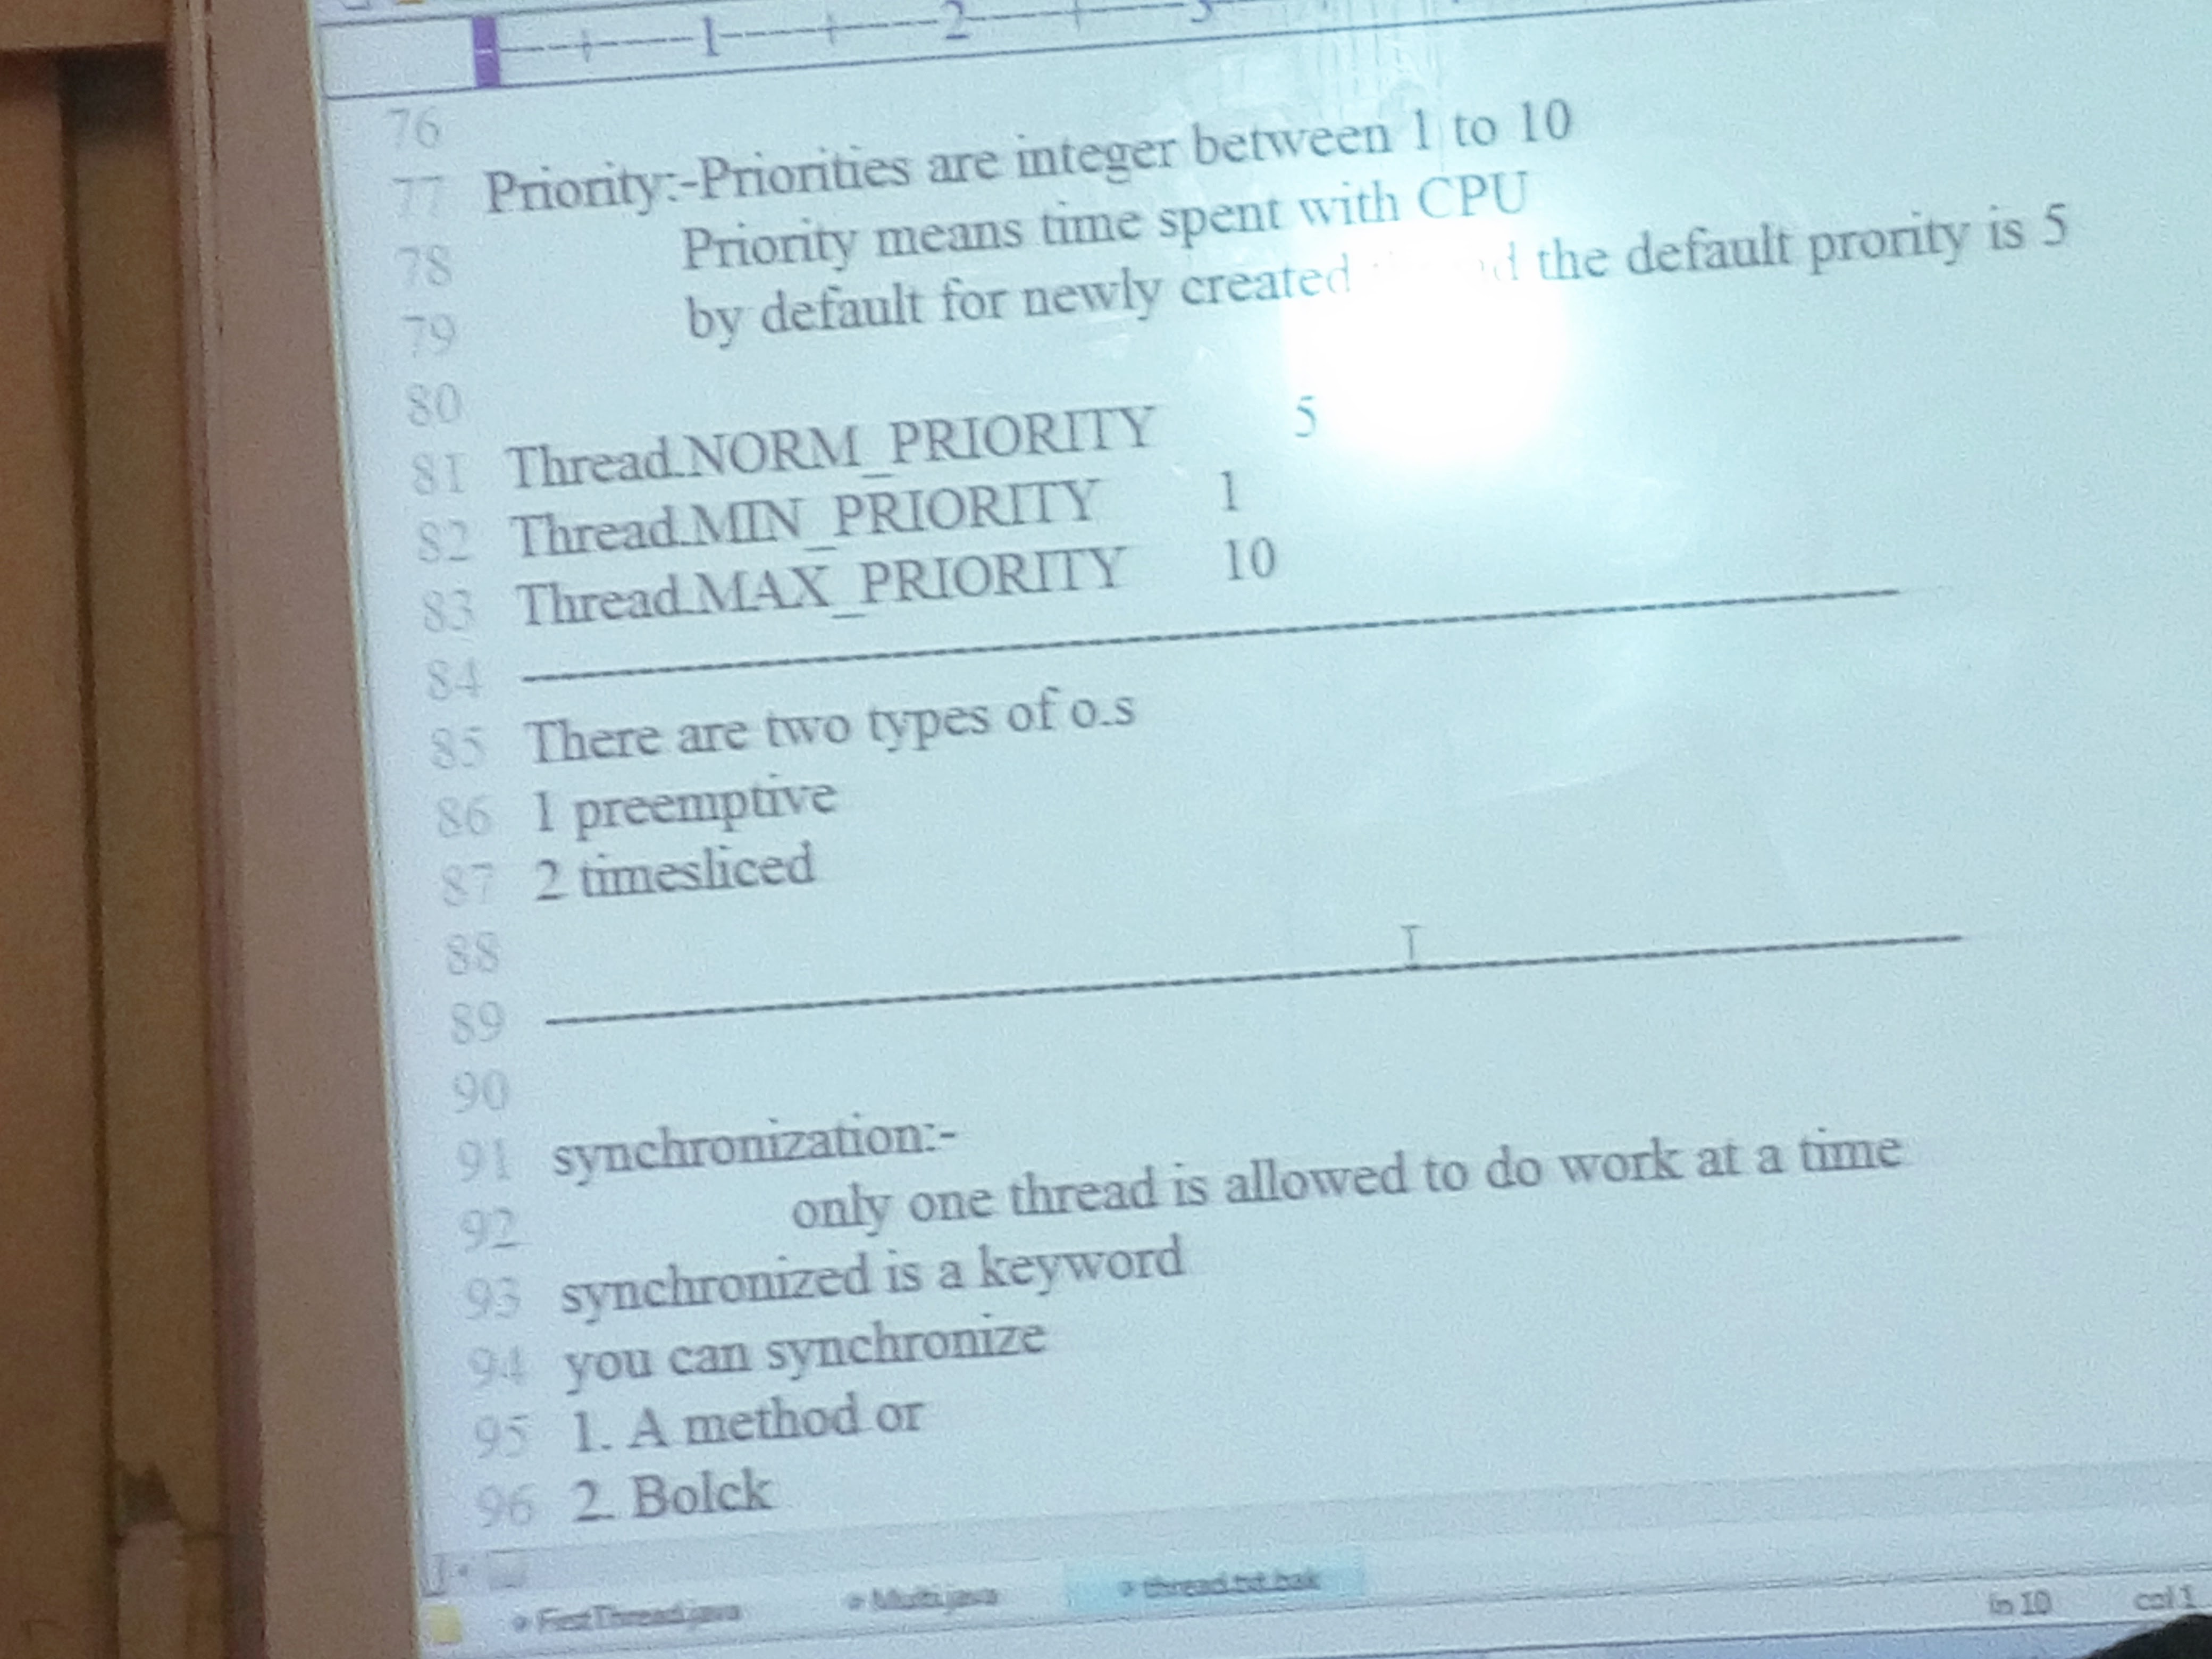 1 2 3
76
77 Priority:-Priorities are integer between 1 to 10
78 Priority means time spent with CPU
79 by default for newly created the default prority is 5
80
81 Thread.NORM_PRIORITY 5
82 Thread.MIN_PRIORITY 1
83 Thread.MAX_PRIORITY 10
84 ------------------------------------------------
85 There are two types of o.s
86 1 preemptive
87 2 timesliced
88
89 ------------------------------------------------
90
91 synchronization:-
92 only one thread is allowed to do work at a time
93 synchronized is a keyword
94 you can synchronize
95 1. A method or
96 2. Bolck
FirstThread.java Multi.java thread.txt.bak
ln 10 col 1